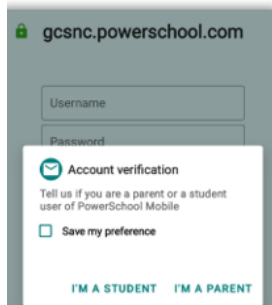 gcsnc.powerschool.com
Username
Password
Account verification
Tell us if you are a parent or a student
user of PowerSchool Mobile
Save my preference
I'M A STUDENT I'M A PARENT